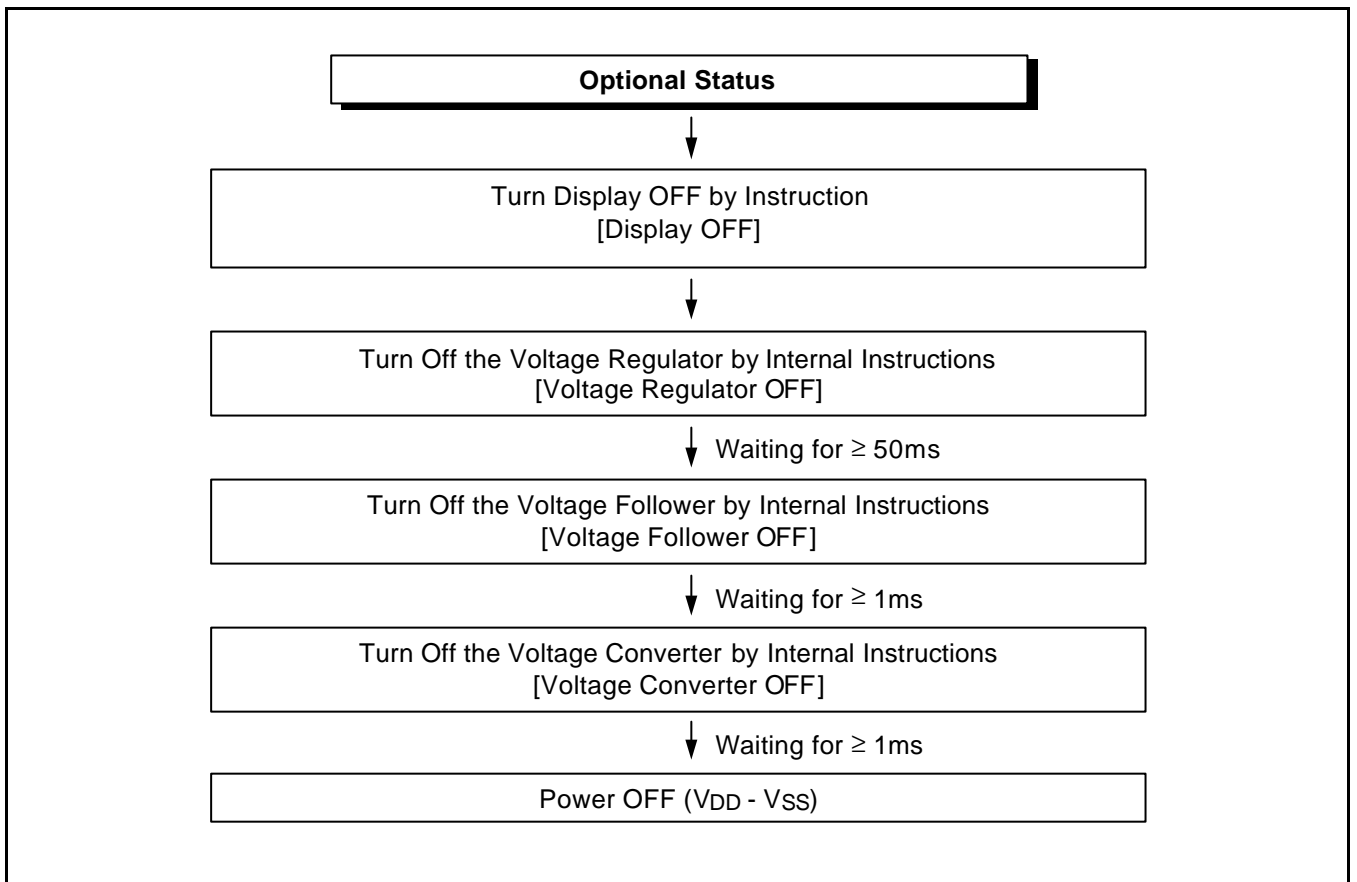 Optional Status
Turn Display OFF by Instruction
[Display OFF]
Turn Off the Voltage Regulator by Internal Instructions
[Voltage Regulator OFF]
Waiting for ≥ 50ms
Turn Off the Voltage Follower by Internal Instructions
[Voltage Follower OFF]
Waiting for ≥ 1ms
Turn Off the Voltage Converter by Internal Instructions
[Voltage Converter OFF]
Waiting for ≥ 1ms
Power OFF (VDD - VSS)